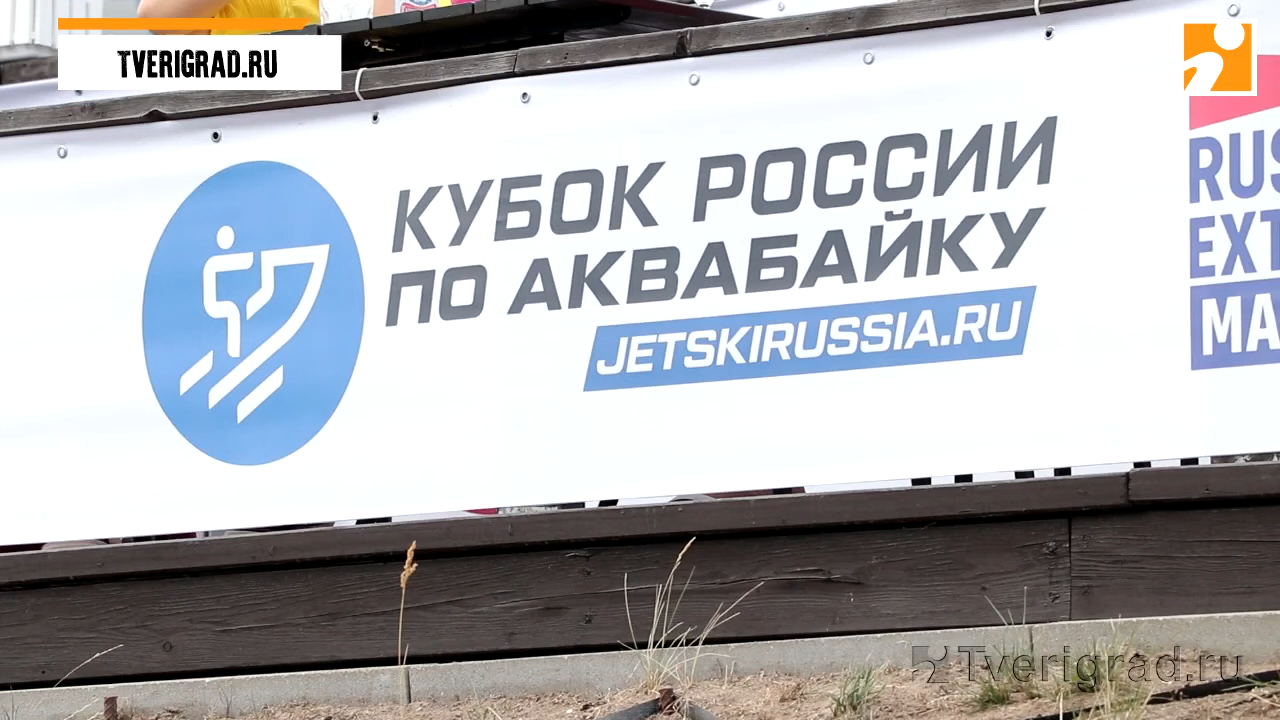 TVERIGRAD.RU
КУБОК РОССИИ
ПО АКВАБАЙКУ
JETSKIRUSSIA.RU
RUS
EXT
MA
Tverigrad.ru